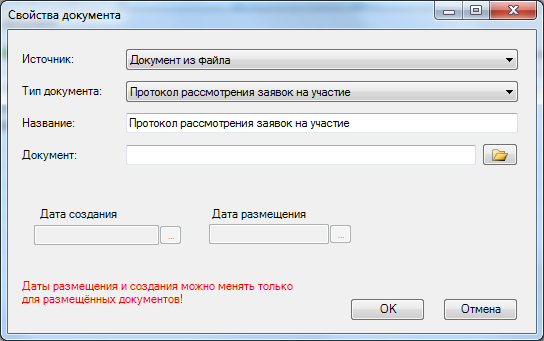 Свойства документа
Источник: Документ из файла
Тип документа: Протокол рассмотрения заявок на участие
Название: Протокол рассмотрения заявок на участие
Документ:
Дата создания Дата размещения
... ...
Даты размещения и создания можно менять только
для размещённых документов!
OK Отмена